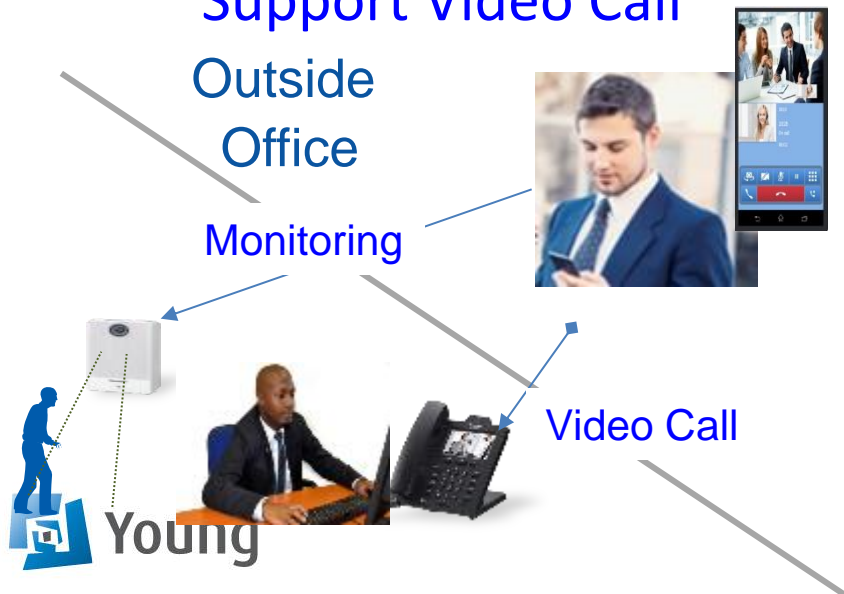 Support Video Call
Outside
Office
Monitoring
Video Call
Young